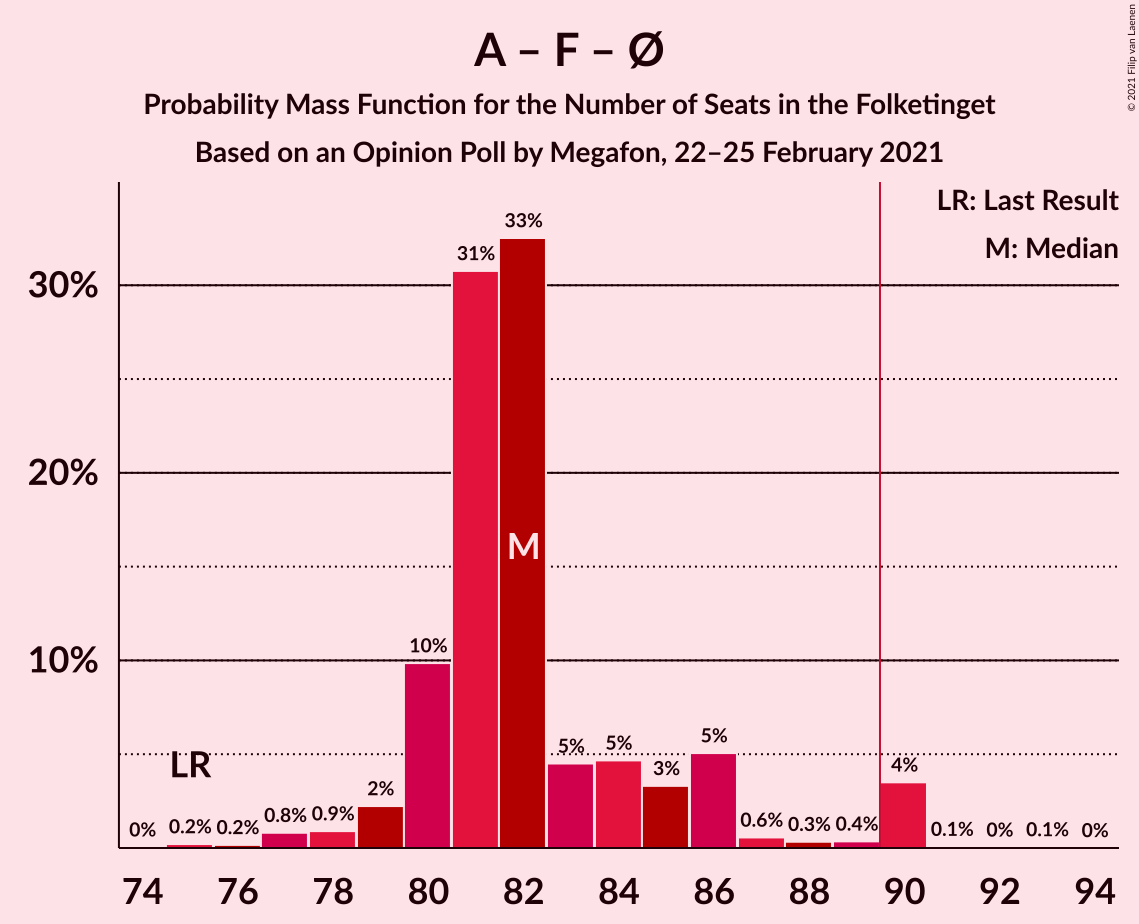 A – F – Ø
Probability Mass Function for the Number of Seats in the Folketinget
Based on an Opinion Poll by Megafon, 22–25 February 2021
© 2021 Filip van Laenen
LR: Last Result
M: Median
30%
20%
10%
LR
M
0%
0.2%
0.2%
0.8%
0.9%
2%
10%
31%
33%
5%
5%
3%
5%
0.6%
0.3%
0.4%
4%
0.1%
0%
0.1%
0%
74 76 78 80 82 84 86 88 90 92 94